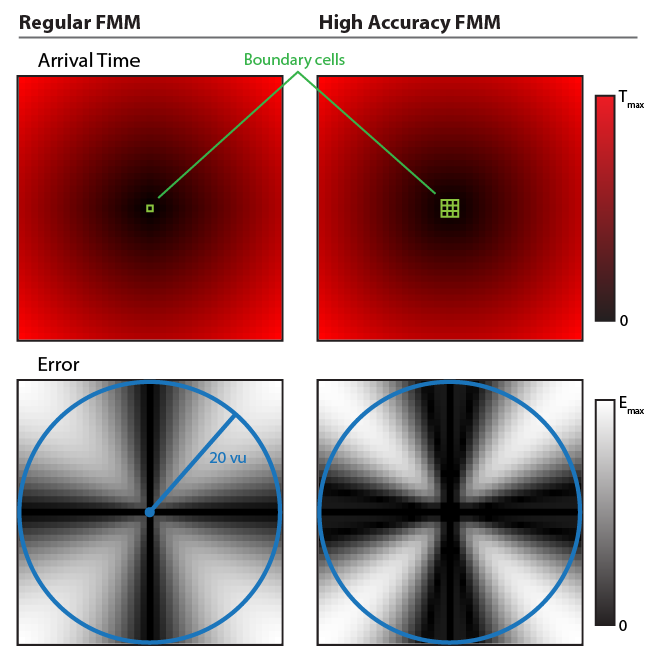 Regular FMM
High Accuracy FMM
Arrival Time
Boundary cells
Tmax
0
Error
20 vu
Emax
0